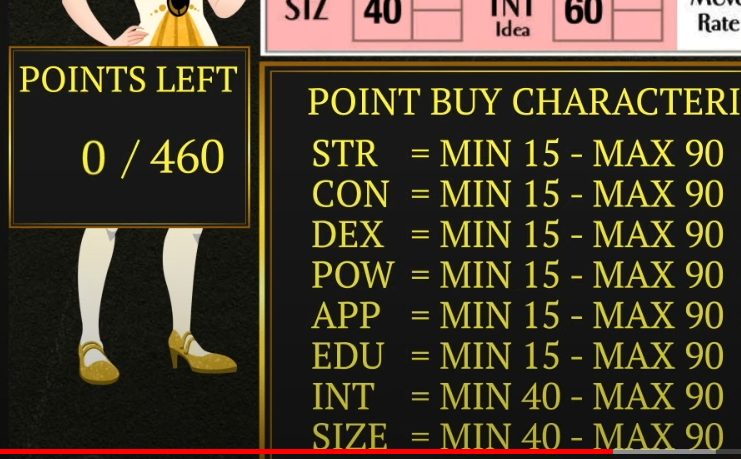 SIZ 40 INT 60
Idea
Rate
POINTS LEFT
0 / 460
POINT BUY CHARACTERI
STR = MIN 15 - MAX 90
CON = MIN 15 - MAX 90
DEX = MIN 15 - MAX 90
POW = MIN 15 - MAX 90
APP = MIN 15 - MAX 90
EDU = MIN 15 - MAX 90
INT = MIN 40 - MAX 90
SIZE = MIN 40 - MAX 90